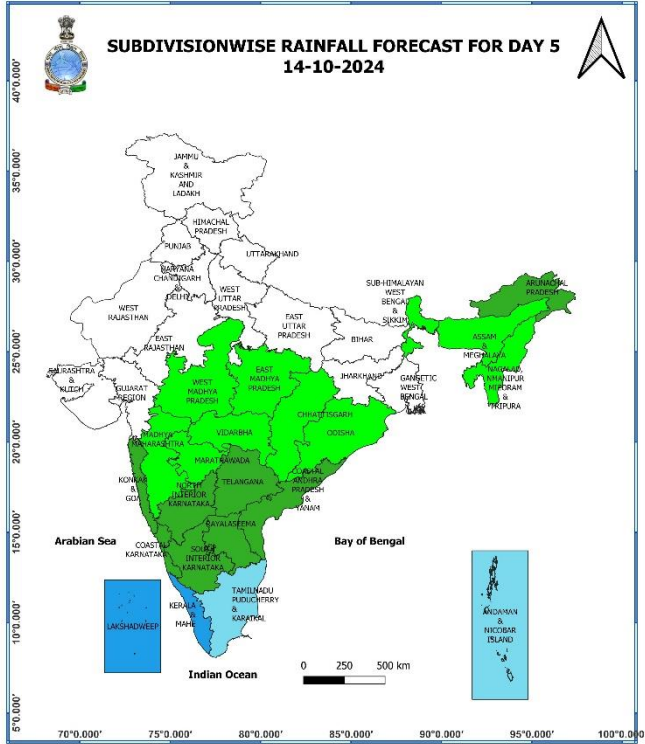 SUBDIVISIONWISE RAINFALL FORECAST FOR DAY 5
14-10-2024
40°0.000'
35°0.000'
30°0.000'
25°0.000'
20°0.000'
15°0.000'
10°0.000'
5°0.000'
JAMMU
&
KASHMIR
AND
LADAKH
HIMACHAL
PRADESH
PUNJAB
UTTARAKHAND
HARYANA
CHANDIGARH
&
DELHI
WEST
UTTAR
PRADESH
WEST
RAJASTHAN
EAST
RAJASTHAN
EAST
UTTAR
PRADESH
BIHAR
SUB-HIMALAYAN
WEST
BENGAL
&
SIKKIM
ARUNACHAL
PRADESH
ASSAM
&
MEGHALAYA
NAGALAND
MANIPUR
MIZORAM
&
TRIPURA
SAURASHTRA
&
KUTCH
GUJARAT
REGION
WEST
MADHYA
PRADESH
EAST
MADHYA
PRADESH
JHARKHAND
GANGETIC
WEST
BENGAL
CHHATTISGARH
ODISHA
MADHYA
MAHARASHTRA
VIDARBHA
MARATHAWADA
KONKAN
&
GOA
NORTH
INTERIOR
KARNATAKA
TELANGANA
COASTAL
ANDHRA
PRADESH
&
YANAM
RAYALASEEMA
COASTAL
KARNATAKA
SOUTH
INTERIOR
KARNATAKA
Arabian Sea
Bay of Bengal
LAKSHADWEEP
KERALA
&
MAHE
TAMILNADU
PUDUCHERRY
&
KARAIKAL
ANDAMAN
&
NICOBAR
ISLAND
Indian Ocean
0 250 500 km
70°0.000' 75°0.000' 80°0.000' 85°0.000' 90°0.000' 95°0.000' 100°0.000'